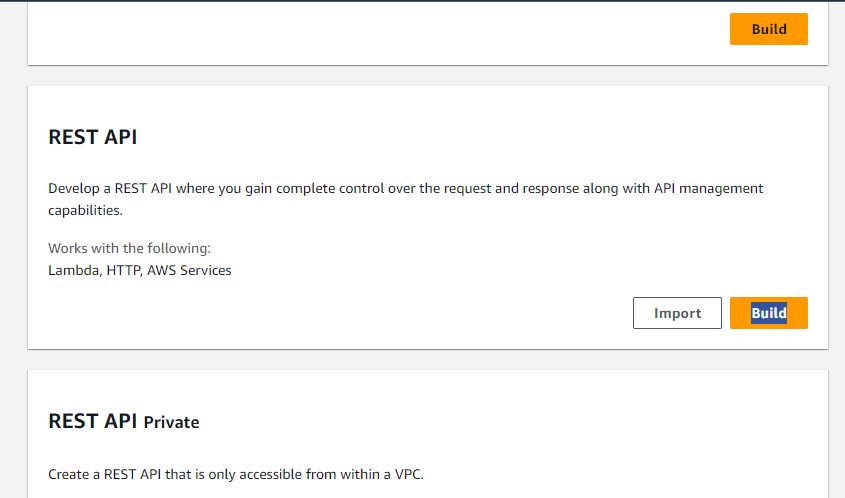 Build
REST API
Develop a REST API where you gain complete control over the request and response along with API management
capabilities.
Works with the following:
Lambda, HTTP, AWS Services
Import
Build
REST API Private
Create a REST API that is only accessible from within a VPC.